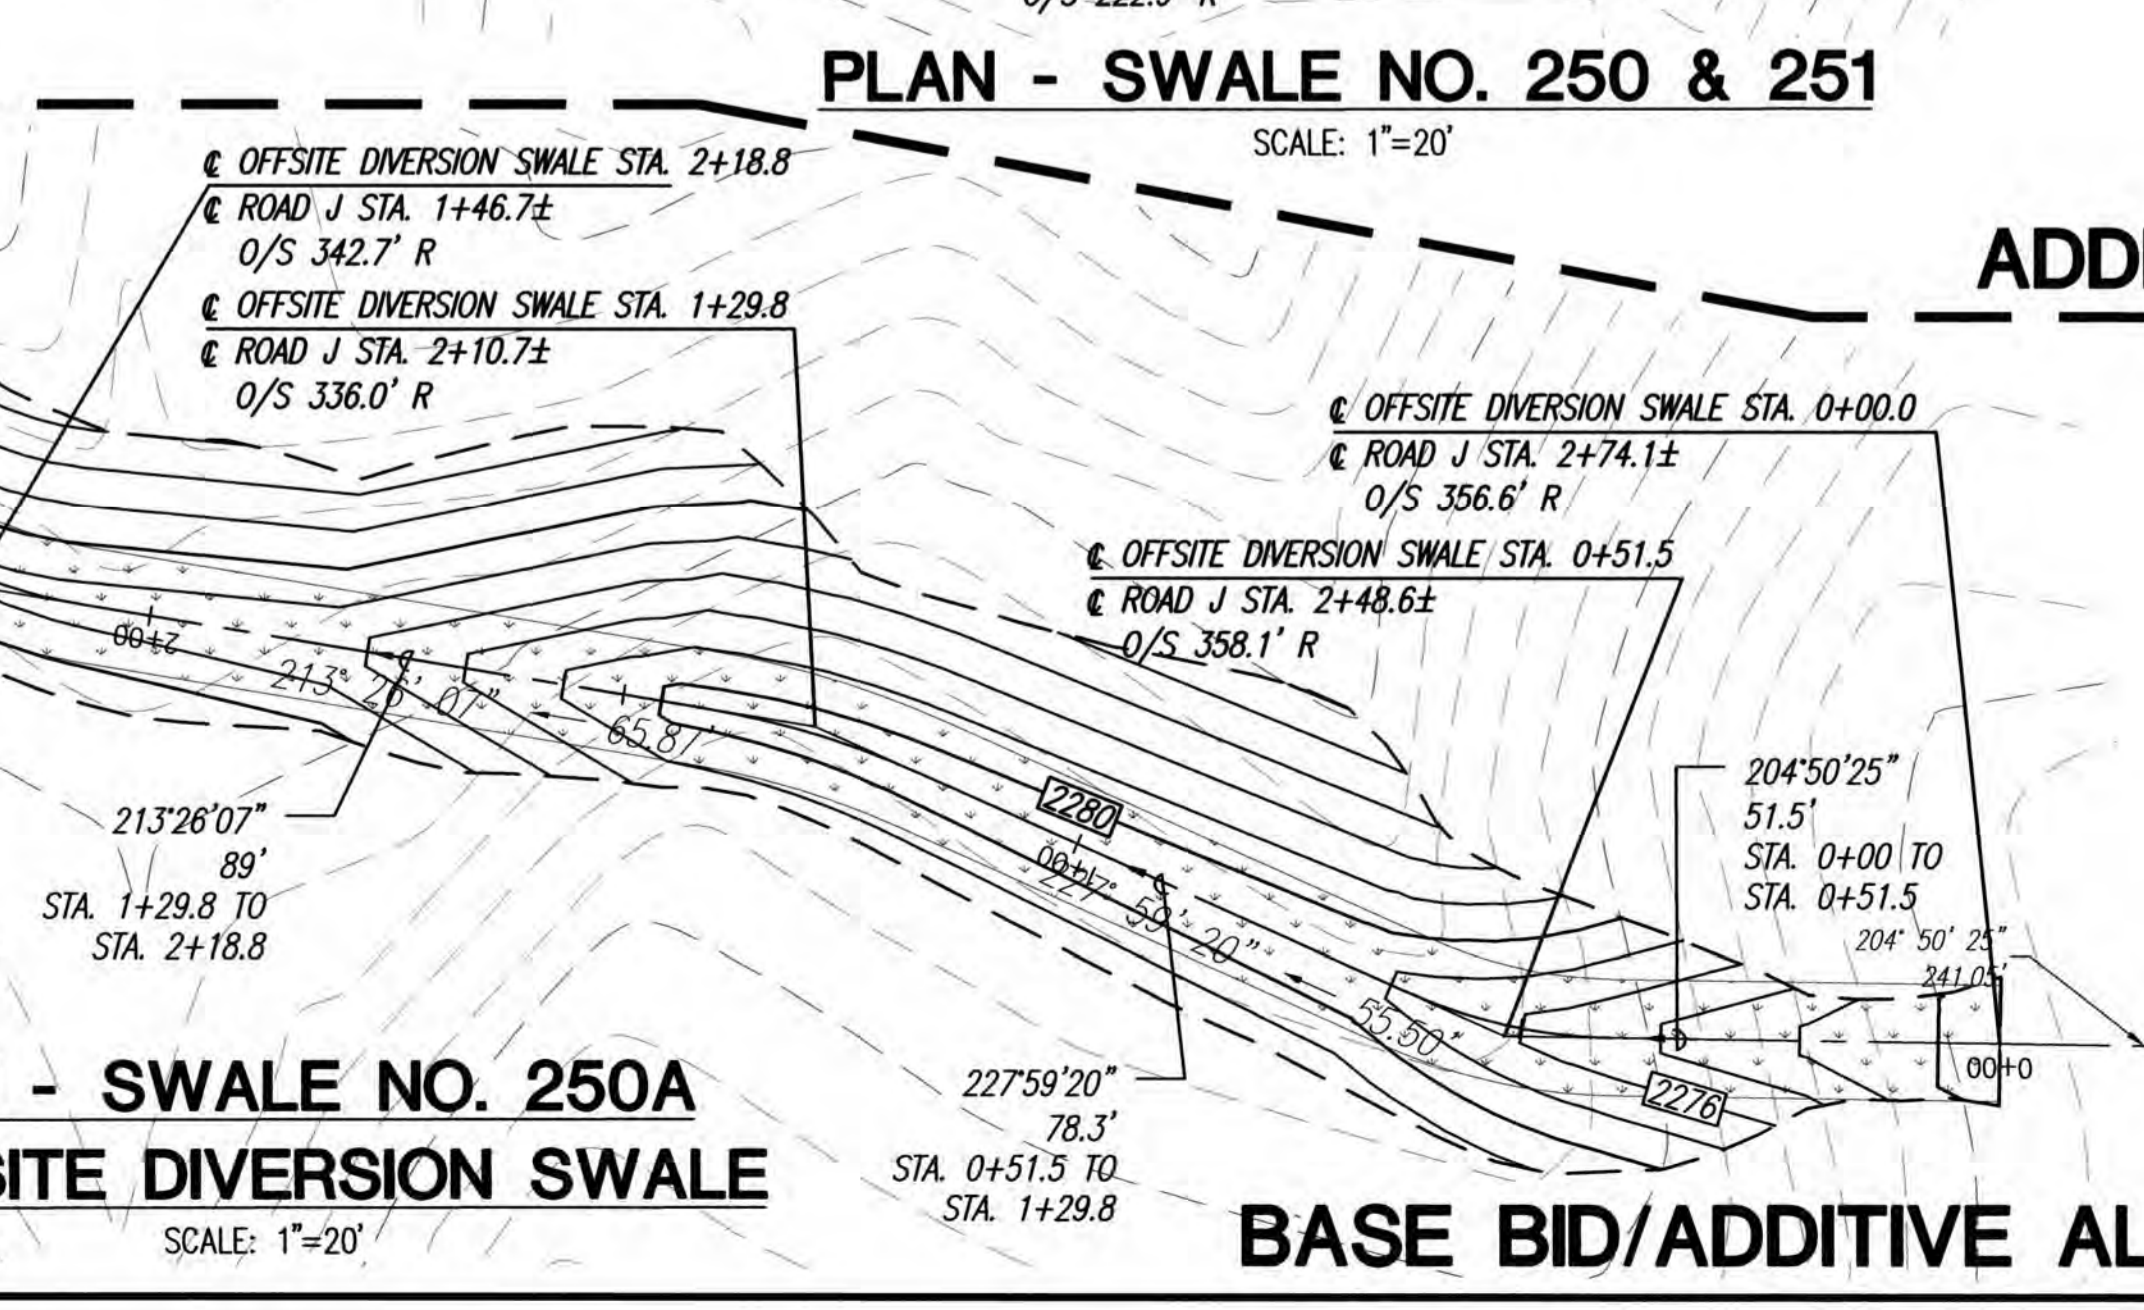 PLAN - SWALE NO. 250 & 251
SCALE: 1"=20'
℄ OFFSITE DIVERSION SWALE STA. 2+18.8
℄ ROAD J STA. 1+46.7±
O/S 342.7' R
℄ OFFSITE DIVERSION SWALE STA. 1+29.8
℄ ROAD J STA. 2+10.7±
O/S 336.0' R
ADDI
℄ OFFSITE DIVERSION SWALE STA. 0+00.0
℄ ROAD J STA. 2+74.1±
O/S 356.6' R
℄ OFFSITE DIVERSION SWALE STA. 0+51.5
℄ ROAD J STA. 2+48.6±
O/S 358.1' R
2+00
213° 26' 07"
65.81'
2280
1+00
227° 59' 20"
55.50'
204°50'25"
51.5'
STA. 0+00 TO
STA. 0+51.5
204° 50' 25"
241.05'
0+00
2276
213°26'07"
89'
STA. 1+29.8 TO
STA. 2+18.8
227°59'20"
78.3'
STA. 0+51.5 TO
STA. 1+29.8
- SWALE NO. 250A
SITE DIVERSION SWALE
SCALE: 1"=20'
BASE BID/ADDITIVE AL